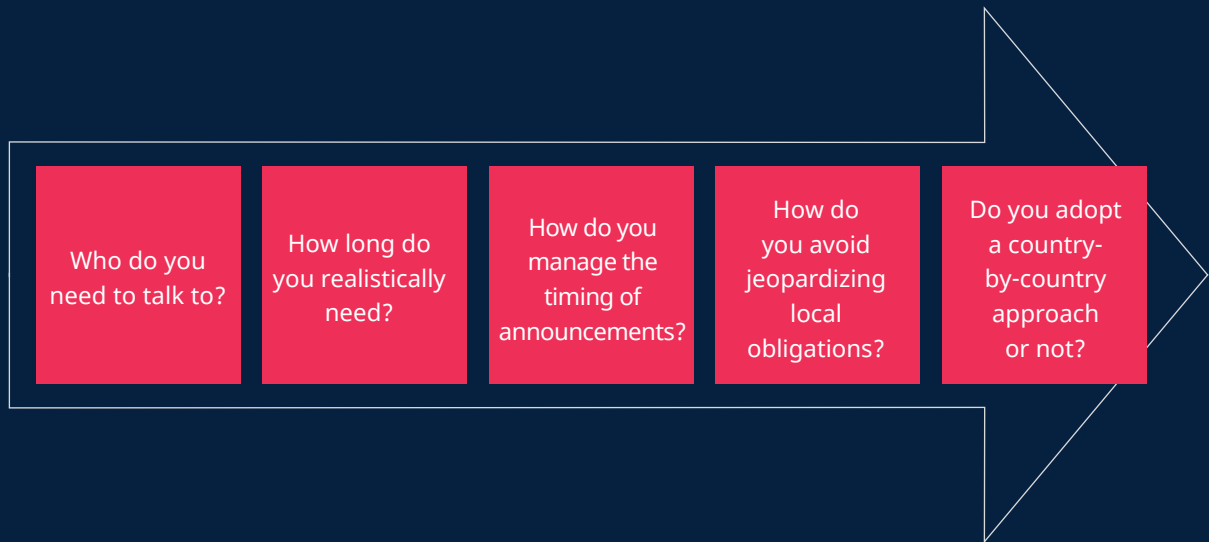 Who do you
need to talk to?
How long do
you realistically
need?
How do you
manage the
timing of
announcements?
How do
you avoid
jeopardizing
local
obligations?
Do you adopt
a country-
by-country
approach
or not?